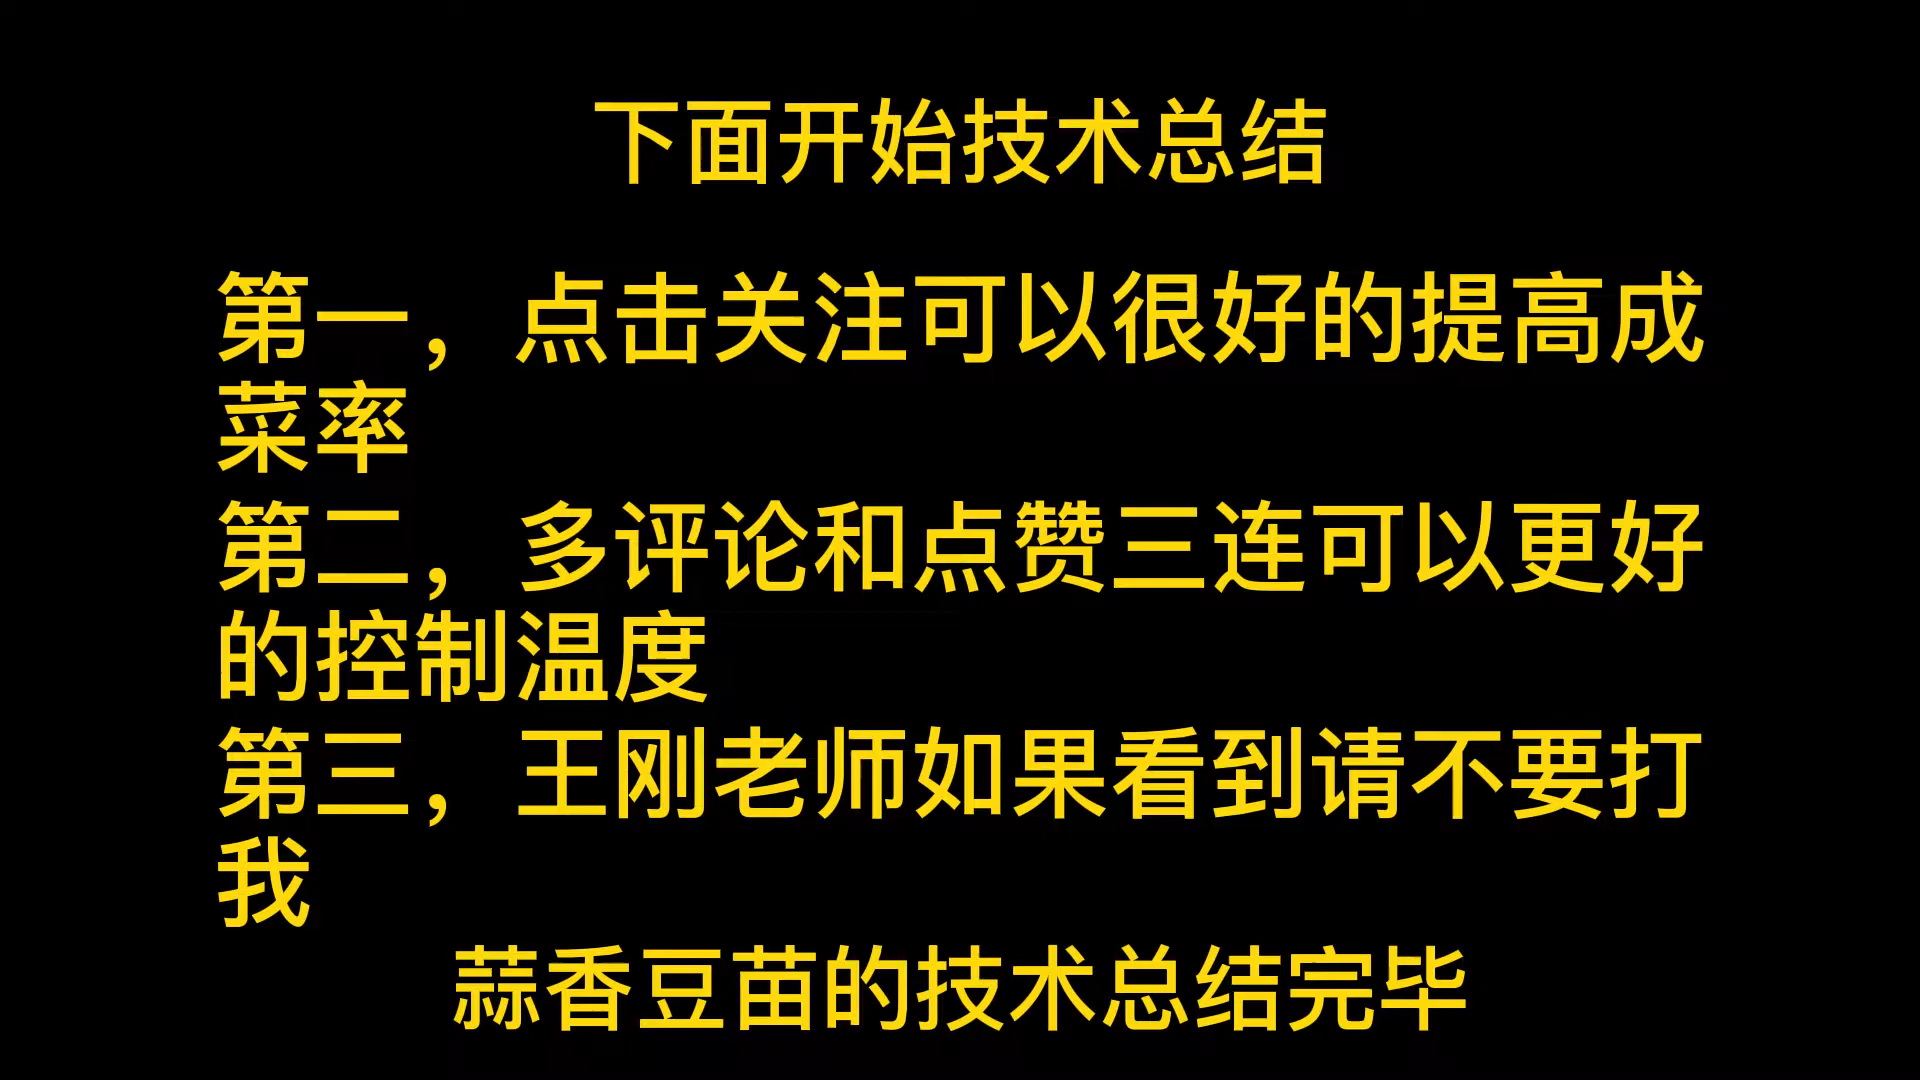 下面开始技术总结
第一，点击关注可以很好的提高成
菜率
第二，多评论和点赞三连可以更好
的控制温度
第三，王刚老师如果看到请不要打
我
蒜香豆苗的技术总结完毕